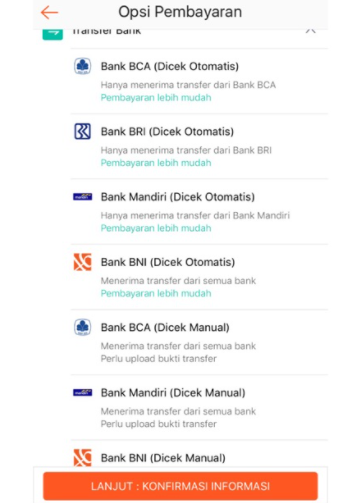 Opsi Pembayaran
Transfer Bank
Bank BCA (Dicek Otomatis)
Hanya menerima transfer dari Bank BCA
Pembayaran lebih mudah
Bank BRI (Dicek Otomatis)
Hanya menerima transfer dari Bank BRI
Pembayaran lebih mudah
Bank Mandiri (Dicek Otomatis)
Hanya menerima transfer dari Bank Mandiri
Pembayaran lebih mudah
Bank BNI (Dicek Otomatis)
Menerima transfer dari semua bank
Pembayaran lebih mudah
Bank BCA (Dicek Manual)
Menerima transfer dari semua bank
Perlu upload bukti transfer
Bank Mandiri (Dicek Manual)
Menerima transfer dari semua bank
Perlu upload bukti transfer
Bank BNI (Dicek Manual)
LANJUT : KONFIRMASI INFORMASI